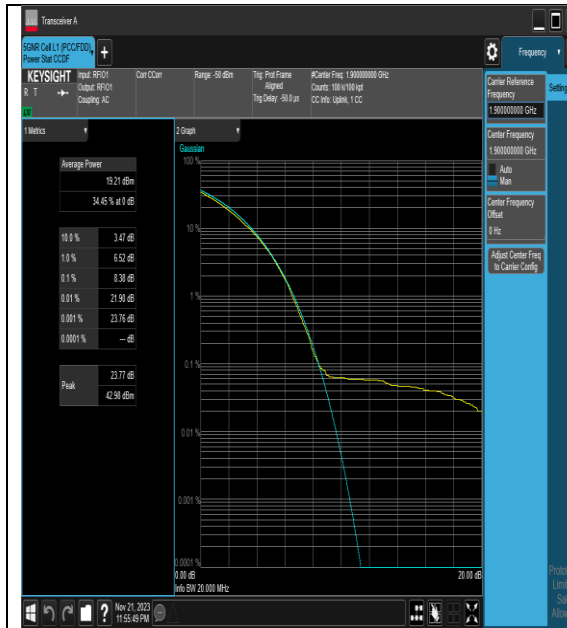 Transceiver A
5GNR Cell L1 (PCC/FDD)
Power Stat CCDF
+
Frequency
KEYSIGHT
R T
LV
Input: RFIO1
Output: RFIO1
Coupling: AC
Corr CCorr
Range: -50 dBm
Trig: Prot Frame
Aligned
Trig Delay: -50.0 µs
#Center Freq: 1.900000000 GHz
Counts: 100 k/100 kpt
CC Info: Uplink, 1 CC
Carrier Reference
Frequency
1.900000000 GHz
Setting
Center Frequency
1.900000000 GHz
Auto
Man
Center Frequency
Offset
0 Hz
Adjust Center Freq
to Carrier Config
1 Metrics
Average Power
19.21 dBm
34.45 % at 0 dB
10.0 % 3.47 dB
1.0 % 6.52 dB
0.1 % 8.38 dB
0.01 % 21.90 dB
0.001 % 23.76 dB
0.0001 % --- dB
Peak
23.77 dB
42.98 dBm
2 Graph
Gaussian
100 %
10 %
1 %
0.1 %
0.01 %
0.001 %
0.0001 %
0.00 dB
20.00 dB
Info BW 20.000 MHz
Nov 21, 2023
11:55:49 PM
?